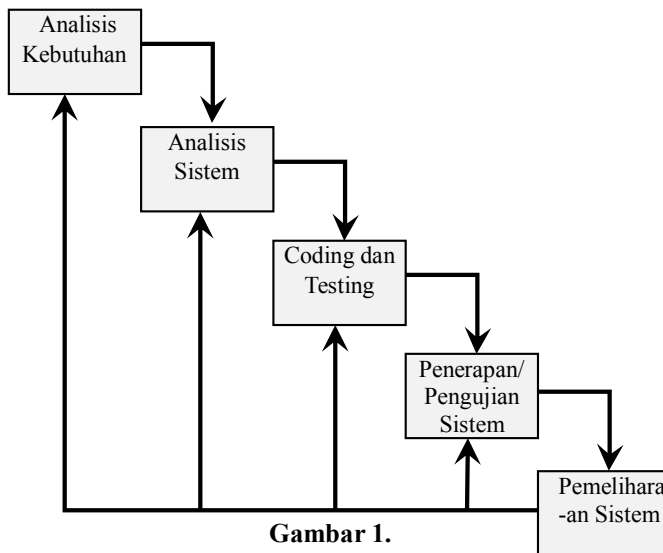 Analisis
Kebutuhan
Analisis
Sistem
Coding dan
Testing
Penerapan/
Pengujian
Sistem
Pemelihara
-an Sistem
Gambar 1.